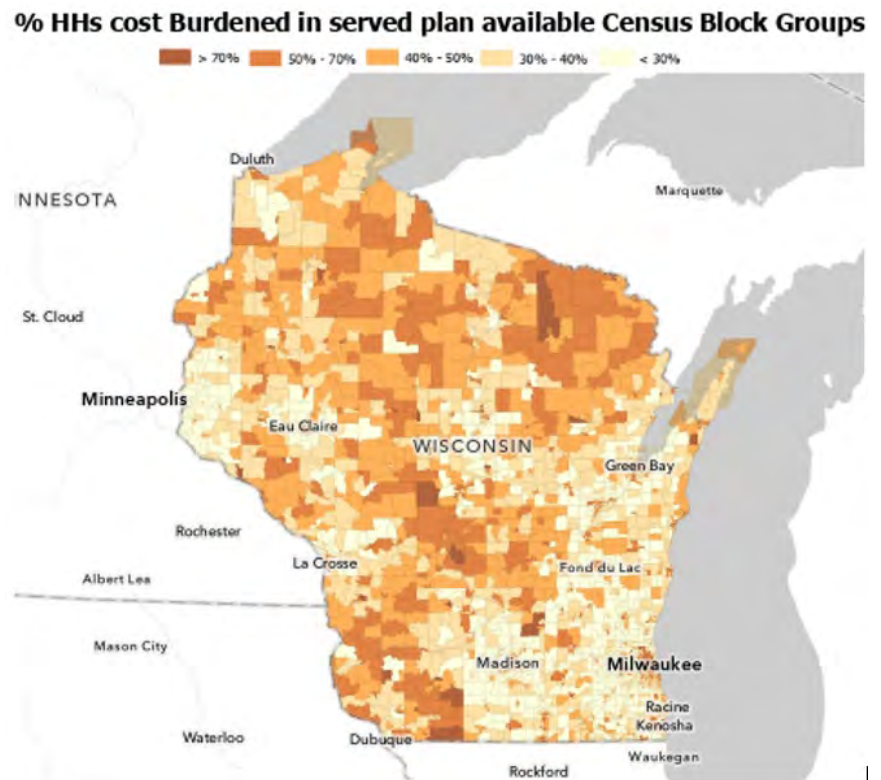 % HHs cost Burdened in served plan available Census Block Groups
> 70% 50% - 70% 40% - 50% 30% - 40% < 30%
Duluth
Marquette
NNESOTA
St. Cloud
Minneapolis
Eau Claire
WISCONSIN
Green Bay
Rochester
La Crosse
Fond du Lac
Albert Lea
Mason City
Madison
Milwaukee
Racine
Kenosha
Waterloo
Dubuque
Waukegan
Rockford